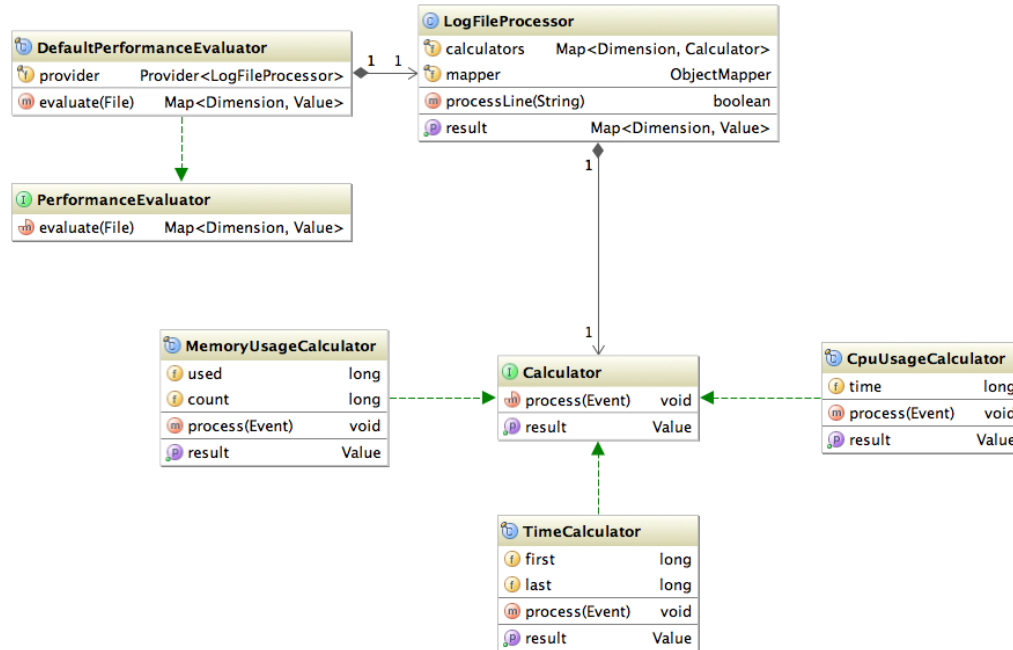 LogFileProcessor
calculators Map<Dimension, Calculator>
mapper ObjectMapper
processLine(String) boolean
result Map<Dimension, Value>
DefaultPerformanceEvaluator
provider Provider<LogFileProcessor>
evaluate(File) Map<Dimension, Value>
1 1
PerformanceEvaluator
evaluate(File) Map<Dimension, Value>
1
1
MemoryUsageCalculator
used long
count long
process(Event) void
result Value
Calculator
process(Event) void
result Value
CpuUsageCalculator
time long
process(Event) void
result Value
TimeCalculator
first long
last long
process(Event) void
result Value